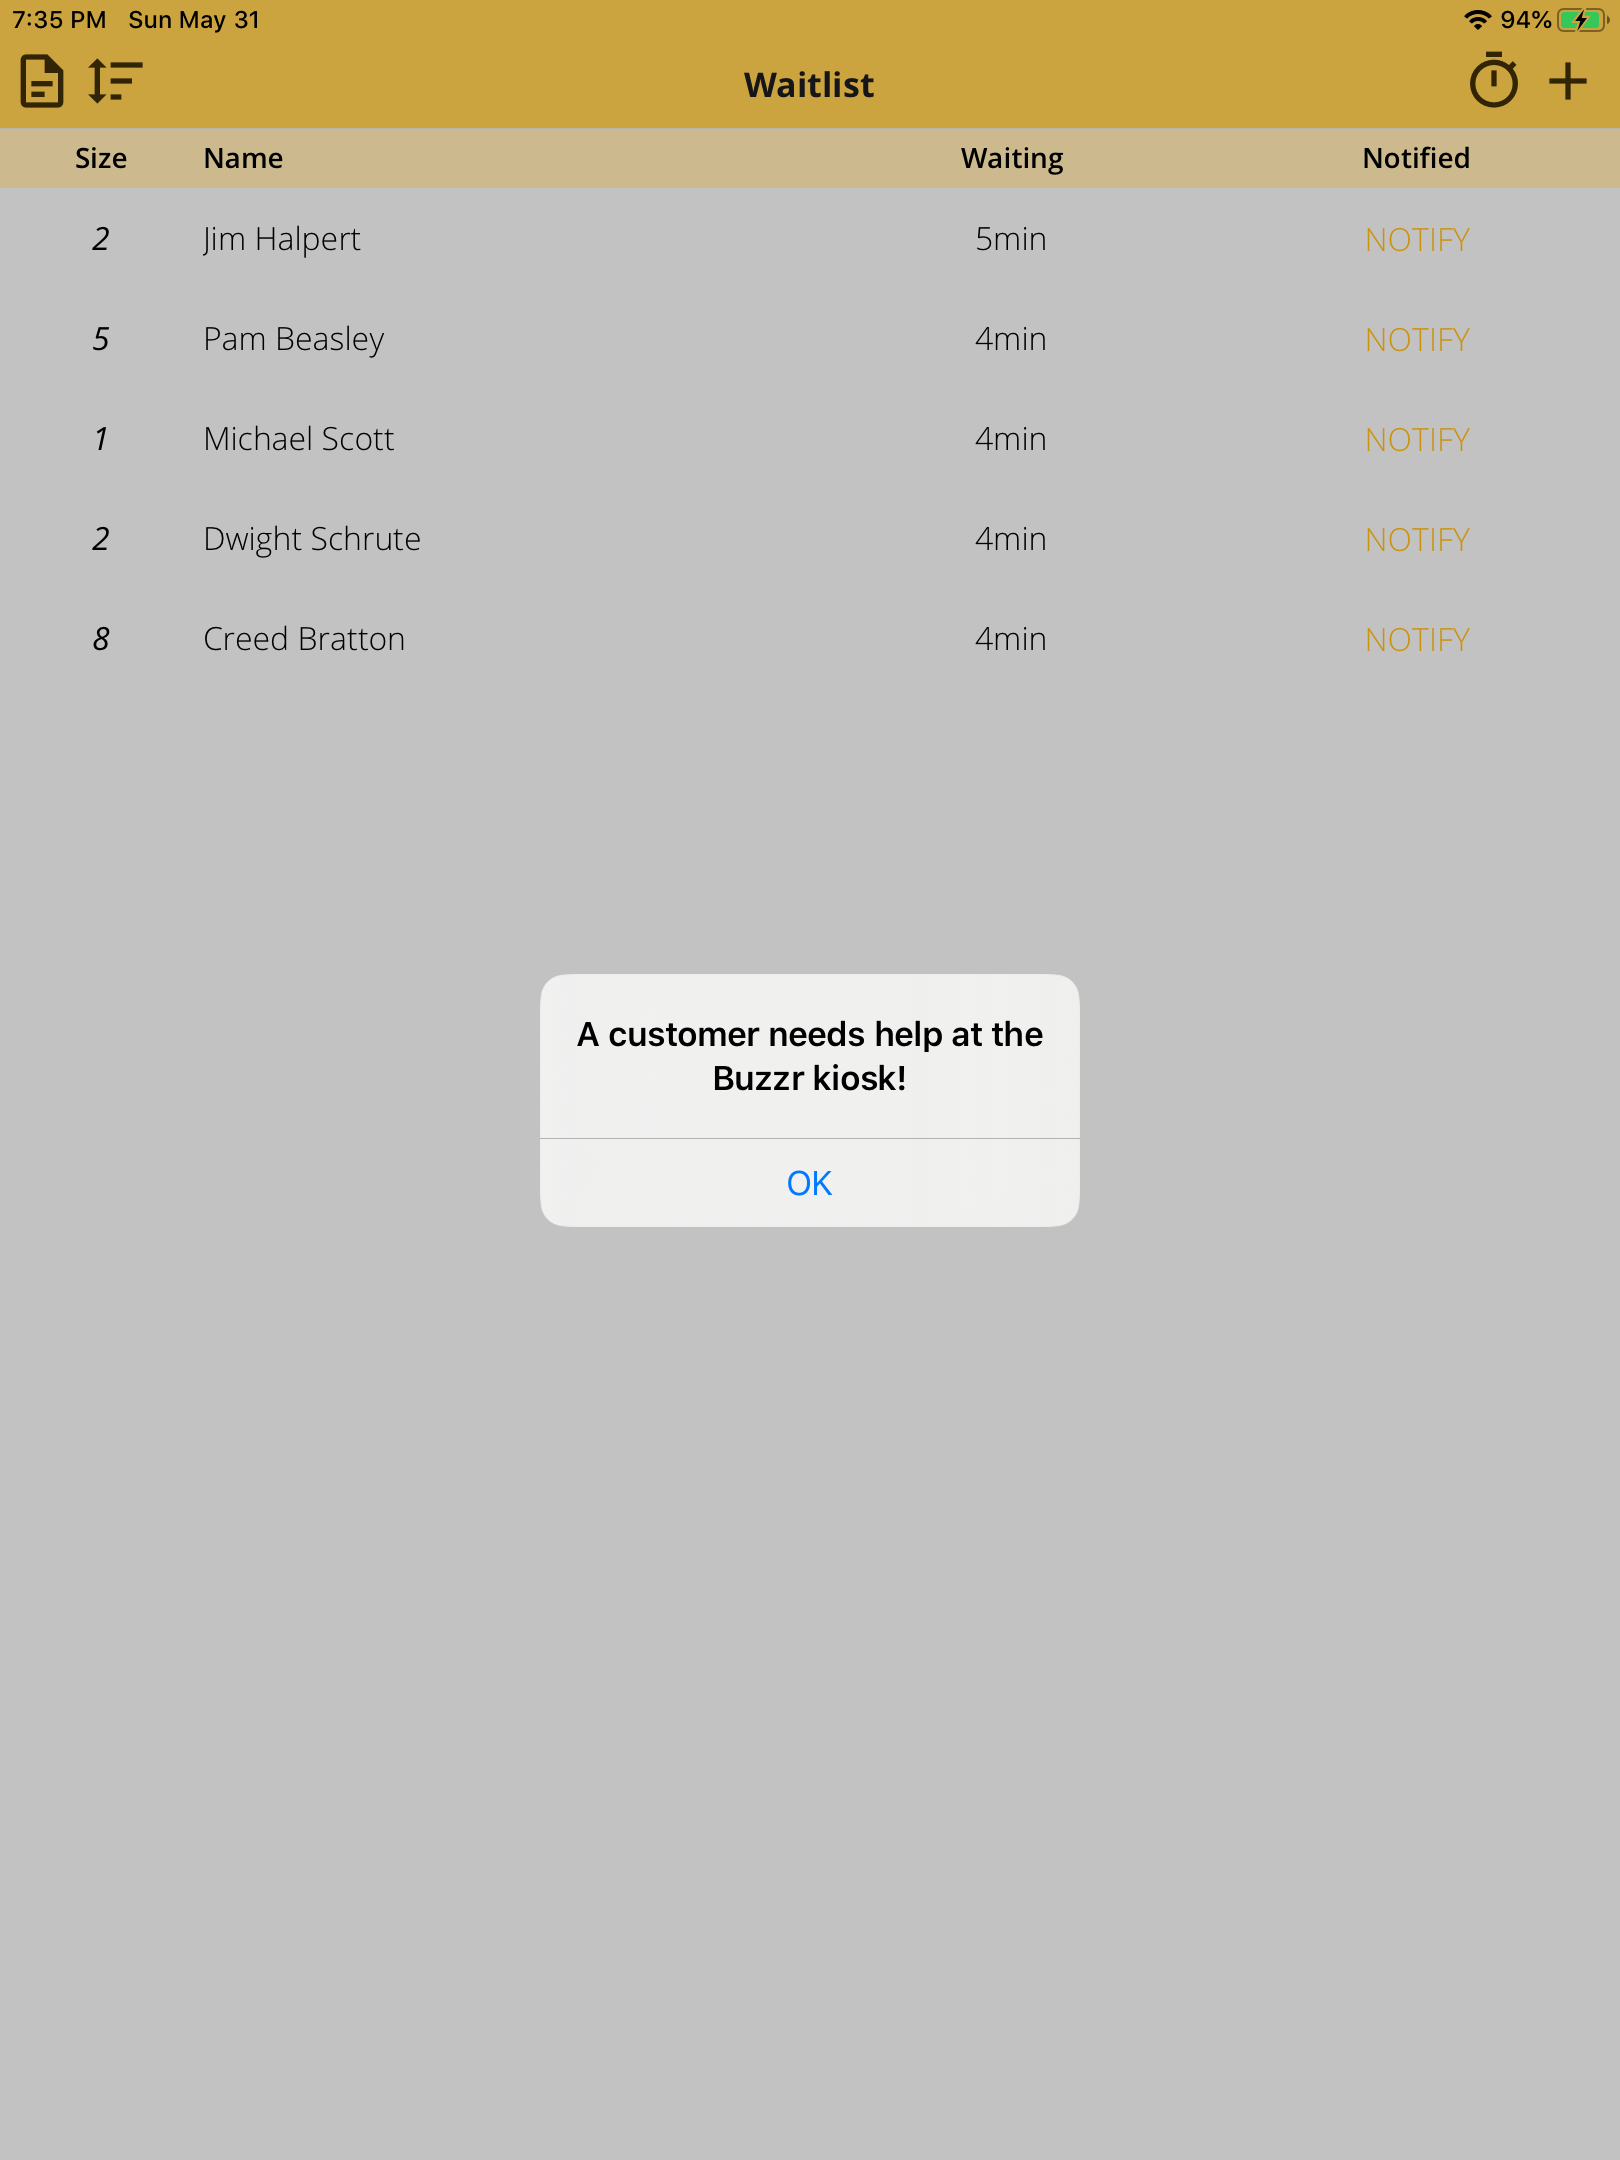 7:35 PM Sun May 31 94%
Waitlist
Size Name Waiting Notified
2 Jim Halpert 5min NOTIFY
5 Pam Beasley 4min NOTIFY
1 Michael Scott 4min NOTIFY
2 Dwight Schrute 4min NOTIFY
8 Creed Bratton 4min NOTIFY
A customer needs help at the
Buzzr kiosk!
OK